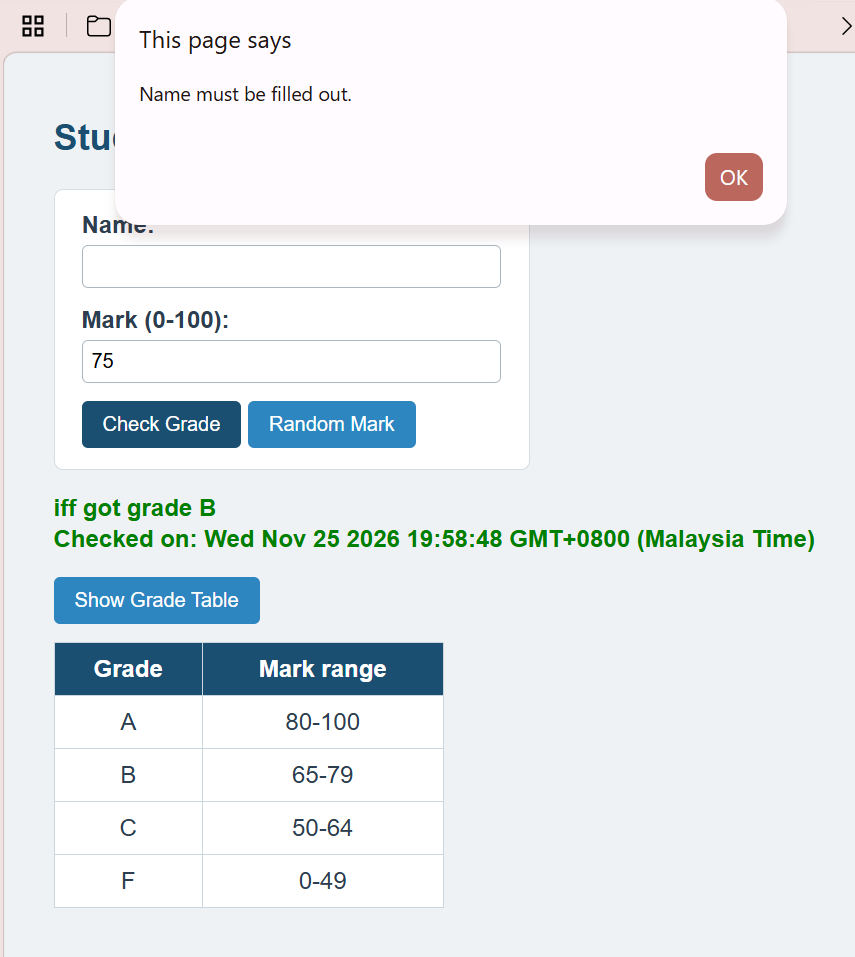 This page says
Name must be filled out.
OK
Name:
Mark (0-100):
75
Check Grade Random Mark
iff got grade B
Checked on: Wed Nov 25 2026 19:58:48 GMT+0800 (Malaysia Time)
Show Grade Table
Grade Mark range
A 80-100
B 65-79
C 50-64
F 0-49